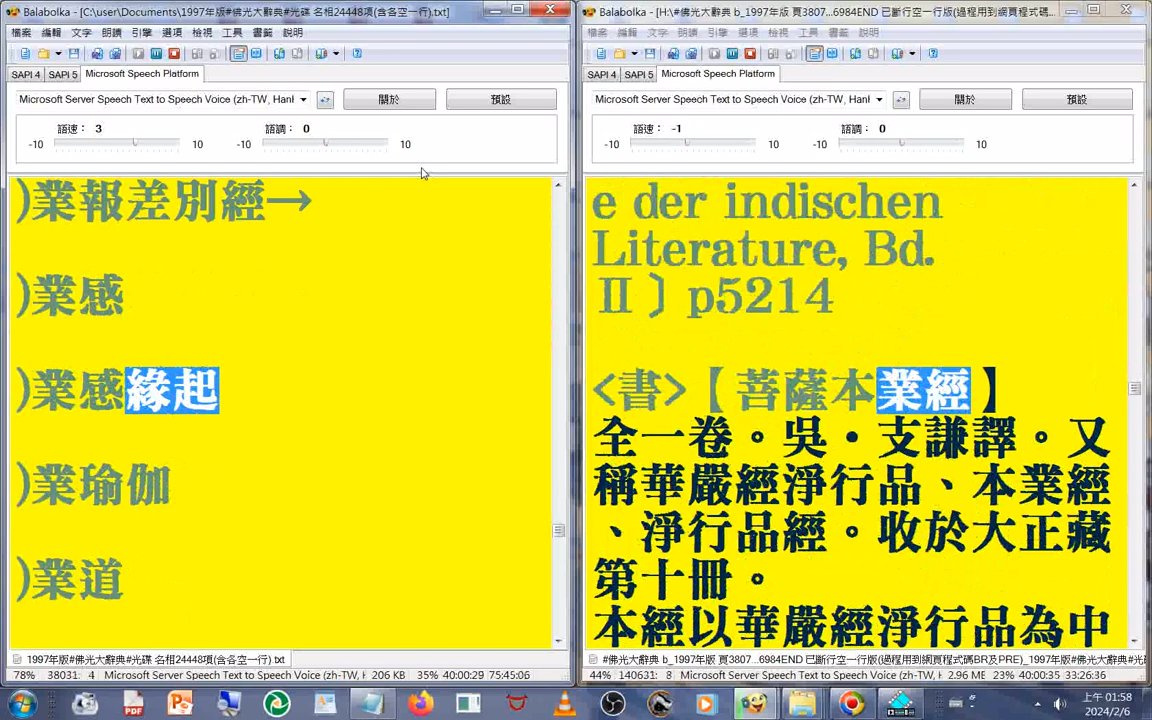 Balabolka - [C:\user\Documents\1997年版#佛光大辭典#光碟 名相24448項(含各空一行).txt]
檔案 編輯 文字 朗讀 引擎 選項 檢視 工具 書籤 說明
SAPI 4 SAPI 5 Microsoft Speech Platform
Microsoft Server Speech Text to Speech Voice (zh-TW, Hanl
關於 預設
語速: 3 語調: 0
-10 10 -10 10
)業報差別經→
)業感
)業感緣起
)業瑜伽
)業道
1997年版#佛光大辭典#光碟 名相24448項(含各空一行).txt
78% 38031: 4 Microsoft Server Speech Text to Speech Voice (zh-TW, H 206 KB 35% 40:00:29 75:45:06
Balabolka - [H:\#佛光大辭典 b_1997年版 頁3807...6984END 已斷行空一行版(過程用到網頁程式碼...
檔案 編輯 文字 朗讀 引擎 選項 檢視 工具 書籤 說明
SAPI 4 SAPI 5 Microsoft Speech Platform
Microsoft Server Speech Text to Speech Voice (zh-TW, Hanl
關於 預設
語速: -1 語調: 0
-10 10 -10 10
e der indischen
Literature, Bd.
Ⅱ〕p5214
<書>【菩薩本業經】
全一卷。吳・支謙譯。又
稱華嚴經淨行品、本業經
、淨行品經。收於大正藏
第十冊。
本經以華嚴經淨行品為中
#佛光大辭典 b_1997年版 頁3807...6984END 已斷行空一行版(過程用到網頁程式碼BR及PRE)_1997年版#光
44% 140631: 8 Microsoft Server Speech Text to Speech Voice (zh-TW, 2.96 ME 23% 40:00:35 33:26:36
上午 01:58
2024/2/6